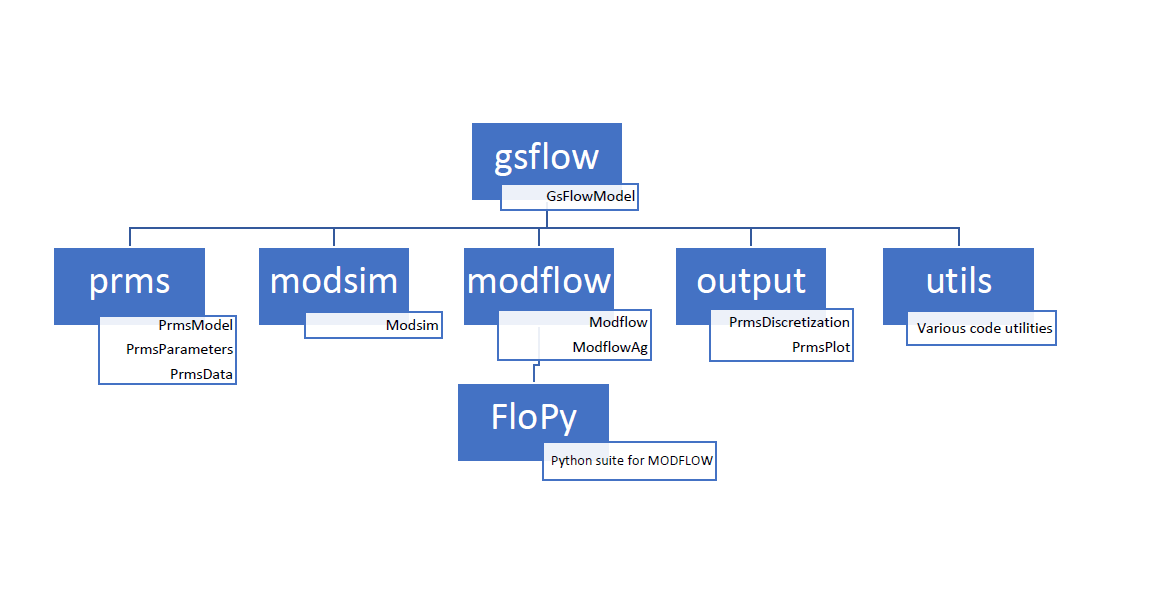 gsflow
GsFlowModel
prms
PrmsModel
PrmsParameters
PrmsData
modsim
Modsim
modflow
Modflow
ModflowAg
output
PrmsDiscretization
PrmsPlot
utils
Various code utilities
FloPy
Python suite for MODFLOW